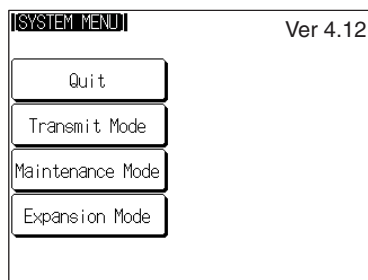 [SYSTEM MENU]
Ver 4.12
Quit
Transmit Mode
Maintenance Mode
Expansion Mode